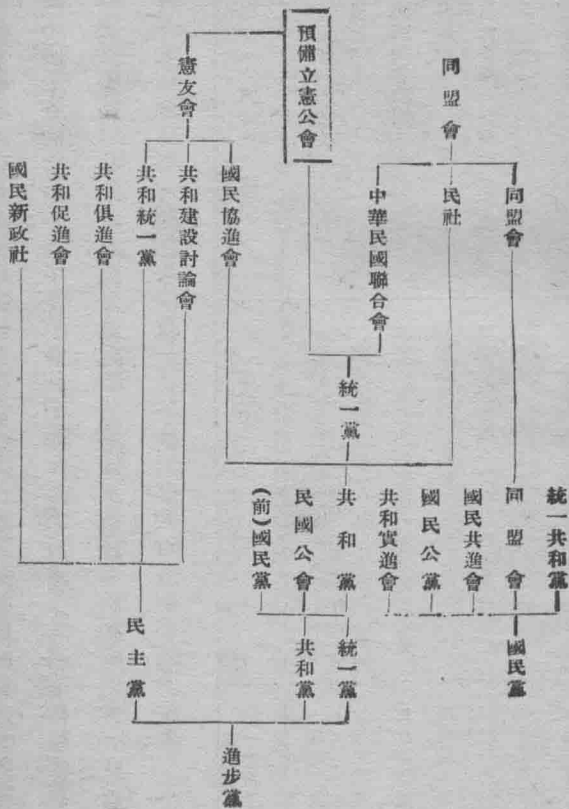 同盟會
同盟會
民社
中華民國聯合會
預備立憲公會
憲友會
國民協進會
共和建設討論會
共和統一黨
共和俱進會
共和促進會
國民新政社
統一黨
統一共和黨
同盟會
國民共進會
國民公黨
共和實進會
共和黨
民國公會
(前)國民黨
國民黨
統一黨
共和黨
民主黨
進步黨